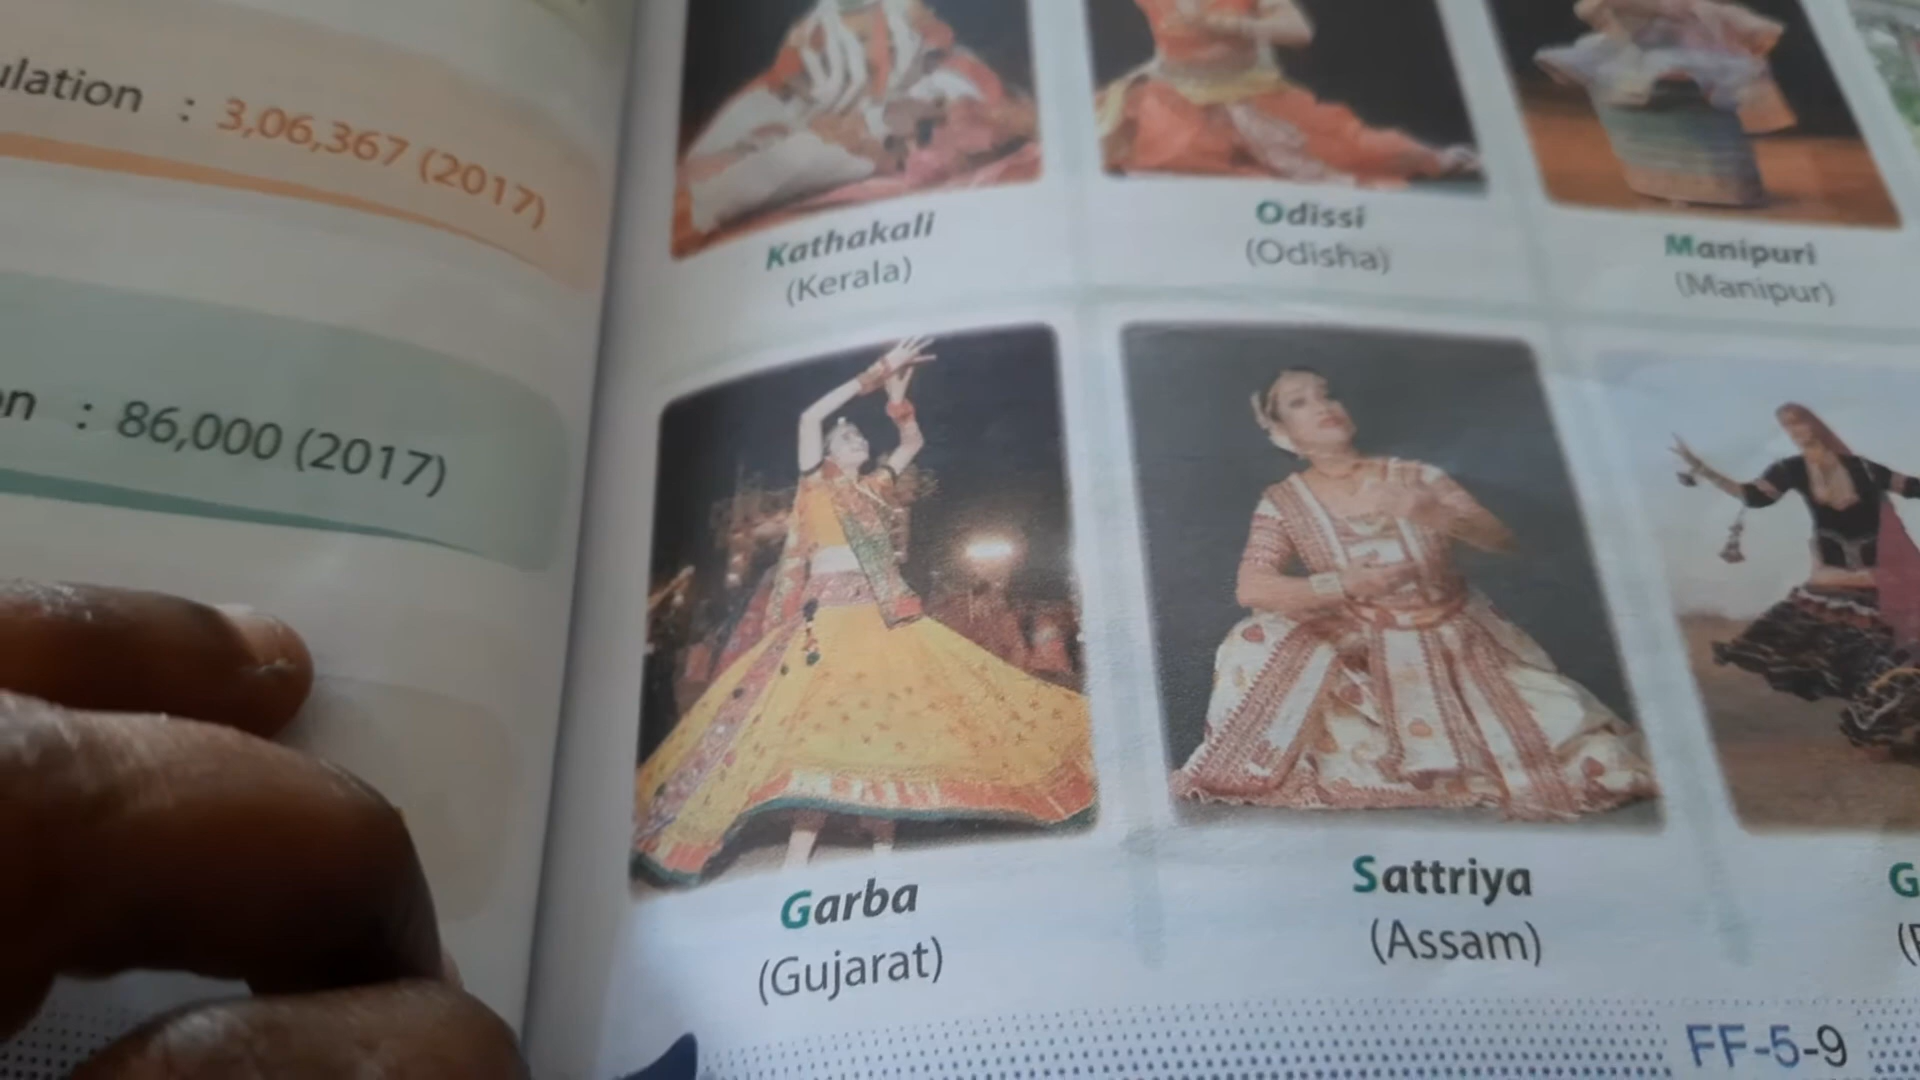 : 3,06,367 (2017)
: 86,000 (2017)
Kathakali
(Kerala)
Odissi
(Odisha)
Manipuri
(Manipur)
Garba
(Gujarat)
Sattriya
(Assam)
FF-5-9